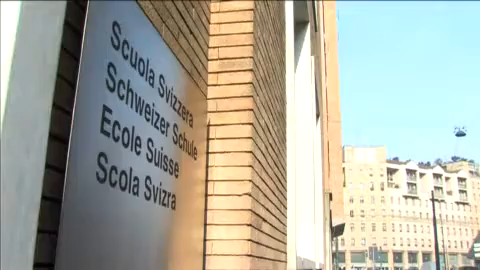 Scuola Svizzera
Schweizer Schule
Ecole Suisse
Scola Svizra